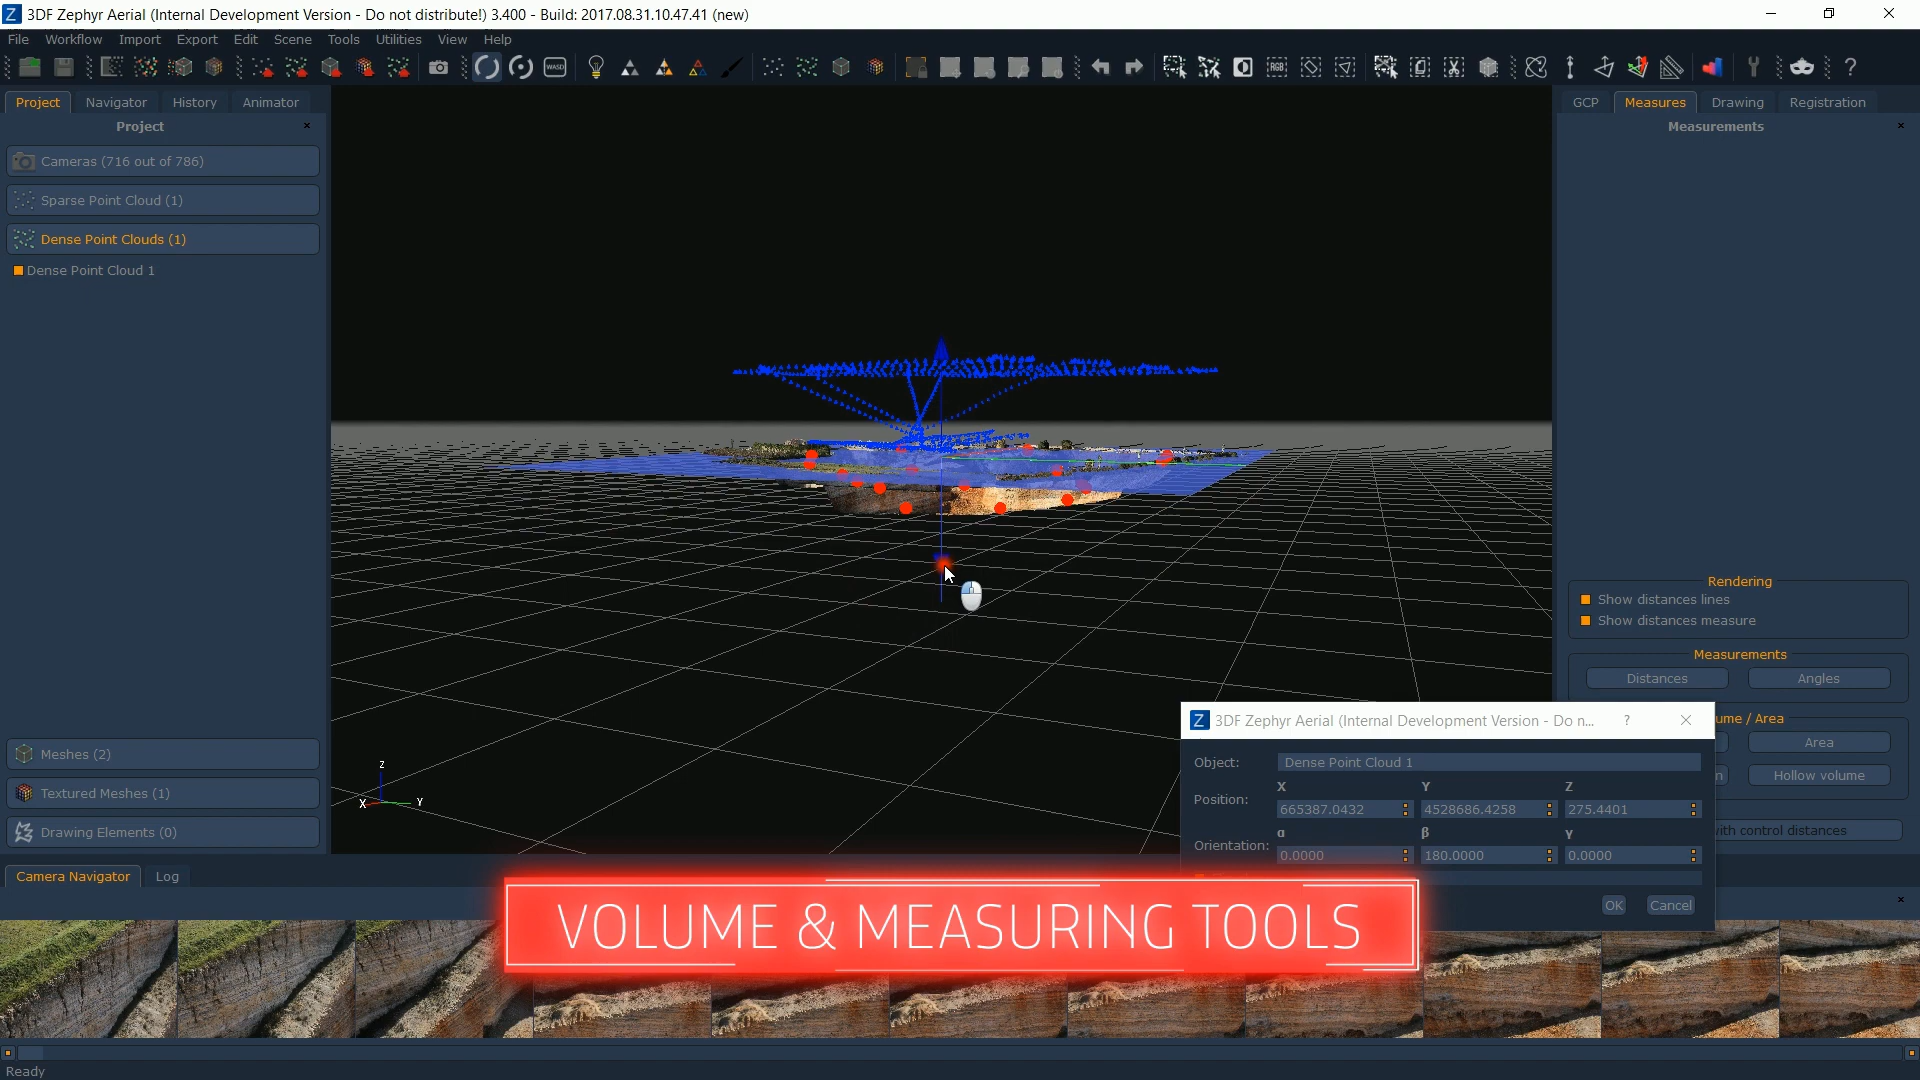 3DF Zephyr Aerial (Internal Development Version - Do not distribute!) 3.400 - Build: 2017.08.31.10.47.41 (new)
File Workflow Import Export Edit Scene Tools Utilities View Help
WASD
RGB
?
Project Navigator History Animator
Project
Cameras (716 out of 786)
Sparse Point Cloud (1)
Dense Point Clouds (1)
Dense Point Cloud 1
Meshes (2)
Textured Meshes (1)
Drawing Elements (0)
Z
X
Y
GCP Measures Drawing Registration
Measurements
Rendering
Show distances lines
Show distances measure
Measurements
Distances Angles
ume / Area
Area
n
Hollow volume
with control distances
Z 3DF Zephyr Aerial (Internal Development Version - Do n... ?
Object: Dense Point Cloud 1
X Y Z
Position: 665387.0432 4528686.4258 275.4401
α β γ
Orientation: 0.0000 180.0000 0.0000
OK Cancel
Camera Navigator Log
VOLUME & MEASURING TOOLS
Ready